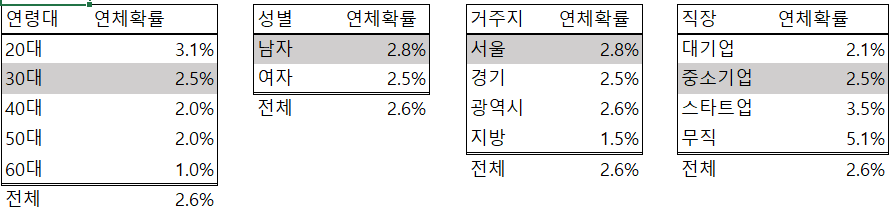 연령대 연체확률
20대 3.1%
30대 2.5%
40대 2.0%
50대 2.0%
60대 1.0%
전체 2.6%
성별 연체확률
남자 2.8%
여자 2.5%
전체 2.6%
거주지 연체확률
서울 2.8%
경기 2.5%
광역시 2.6%
지방 1.5%
전체 2.6%
직장 연체확률
대기업 2.1%
중소기업 2.5%
스타트업 3.5%
무직 5.1%
전체 2.6%